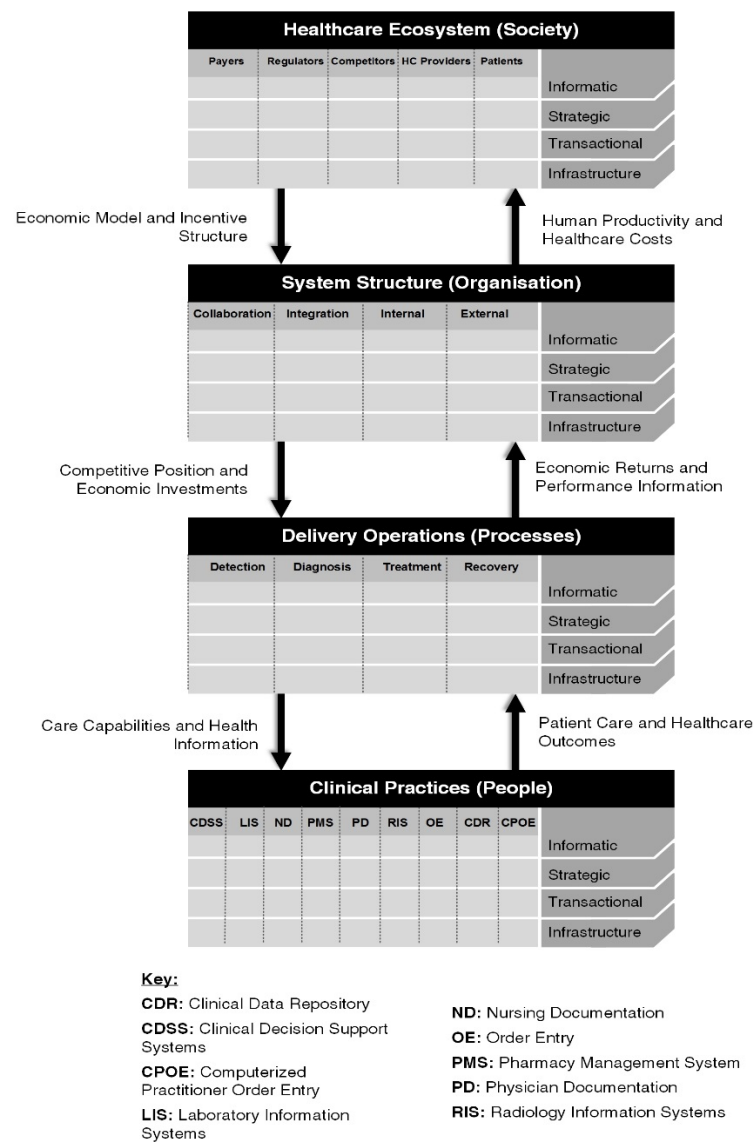 Healthcare Ecosystem (Society)
Payers Regulators Competitors HC Providers Patients
Informatic
Strategic
Transactional
Infrastructure
Economic Model and Incentive
Structure
Human Productivity and
Healthcare Costs
System Structure (Organisation)
Collaboration Integration Internal External
Informatic
Strategic
Transactional
Infrastructure
Competitive Position and
Economic Investments
Economic Returns and
Performance Information
Delivery Operations (Processes)
Detection Diagnosis Treatment Recovery
Informatic
Strategic
Transactional
Infrastructure
Care Capabilities and Health
Information
Patient Care and Healthcare
Outcomes
Clinical Practices (People)
CDSS LIS ND PMS PD RIS OE CDR CPOE
Informatic
Strategic
Transactional
Infrastructure
Key:
CDR: Clinical Data Repository
CDSS: Clinical Decision Support
Systems
CPOE: Computerized
Practitioner Order Entry
LIS: Laboratory Information
Systems
ND: Nursing Documentation
OE: Order Entry
PMS: Pharmacy Management System
PD: Physician Documentation
RIS: Radiology Information Systems